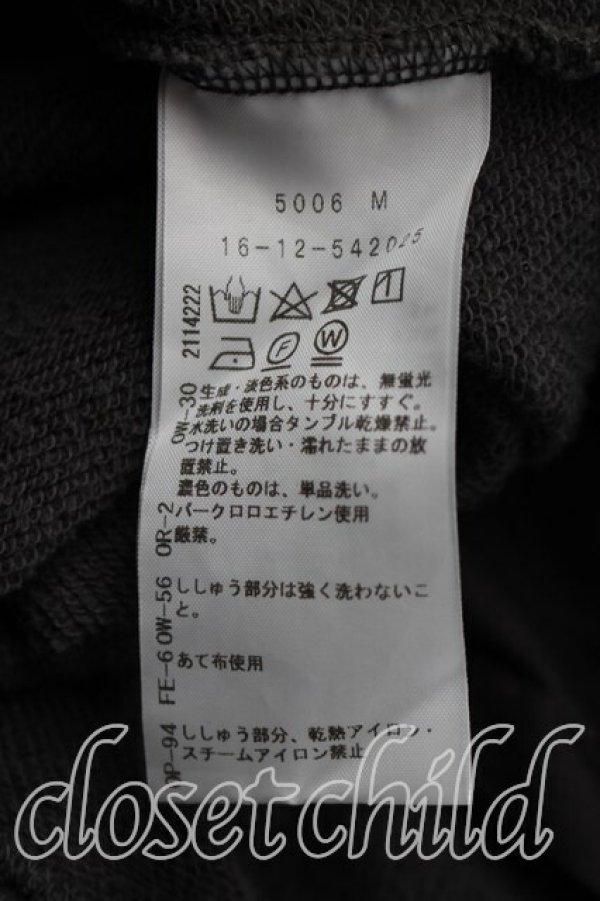 5006 M
16-12-542025
2114222
F
W
OW-30
生成・淡色系のものは、無蛍光
洗剤を使用し、十分にすすぐ。
水洗いの場合タンブル乾燥禁止。
つけ置き洗い・濡れたままの放
置禁止。
濃色のものは、単品洗い。
OR-2
パークロロエチレン使用
厳禁。
OW-56
ししゅう部分は強く洗わないこ
と。
FE-6
あて布使用
OP-94
ししゅう部分、乾熱アイロン・
スチームアイロン禁止
closet child